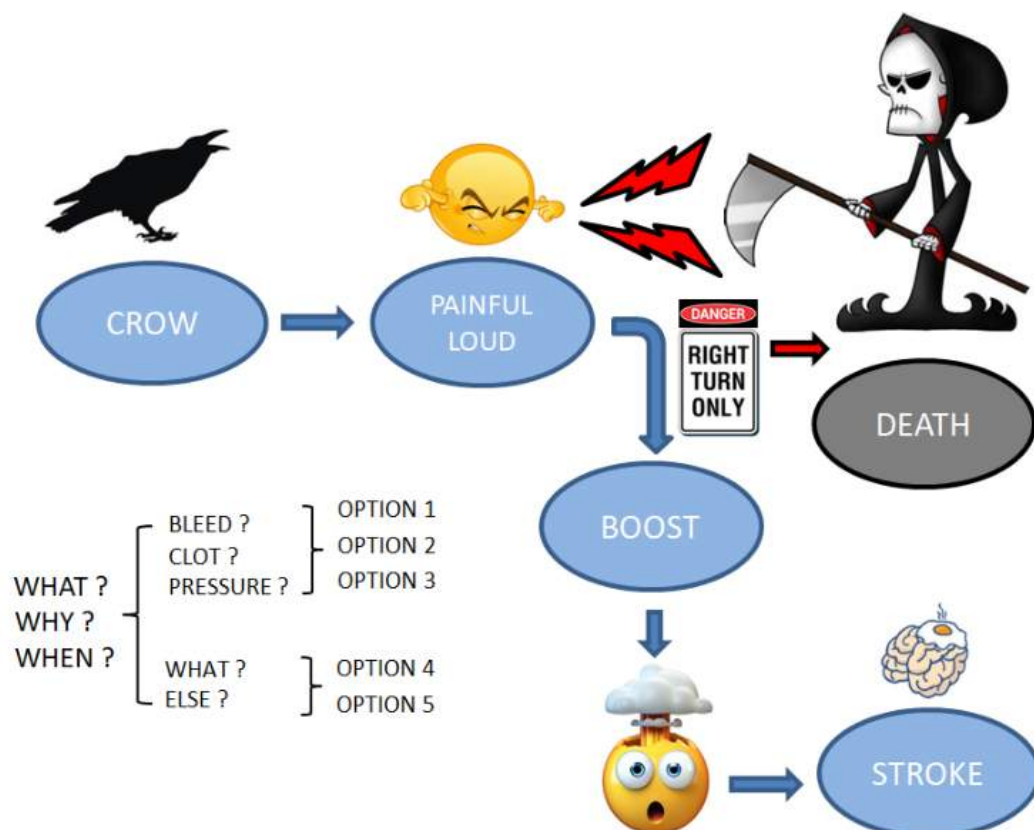 CROW
PAINFUL
LOUD
DANGER
RIGHT
TURN
ONLY
DEATH
BOOST
WHAT ?
WHY ?
WHEN ?
BLEED ?
CLOT ?
PRESSURE ?
OPTION 1
OPTION 2
OPTION 3
WHAT ?
ELSE ?
OPTION 4
OPTION 5
STROKE